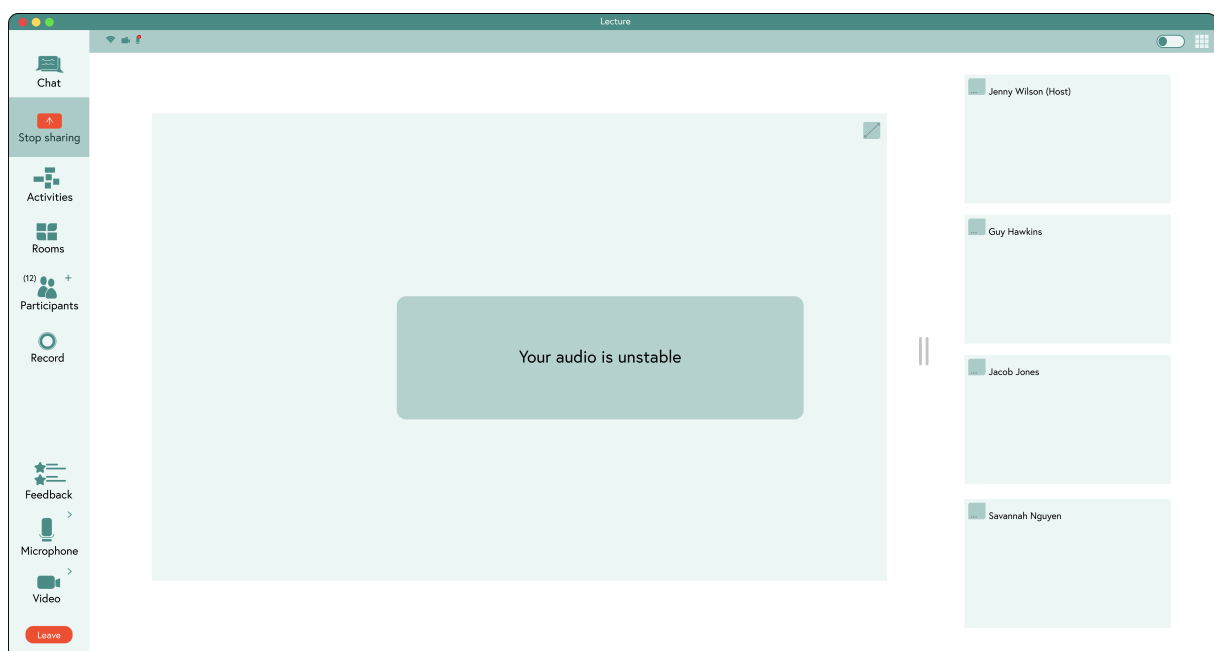 Lecture
Chat
Stop sharing
Activities
Rooms
(12)
Participants
Record
Feedback
Microphone
Video
Leave
Your audio is unstable
Jenny Wilson (Host)
Guy Hawkins
Jacob Jones
Savannah Nguyen